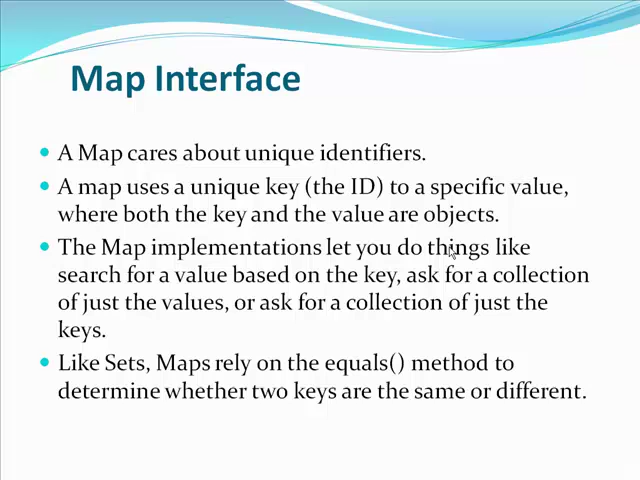 Map Interface
• A Map cares about unique identifiers.
• A map uses a unique key (the ID) to a specific value,
where both the key and the value are objects.
• The Map implementations let you do things like
search for a value based on the key, ask for a collection
of just the values, or ask for a collection of just the
keys.
• Like Sets, Maps rely on the equals() method to
determine whether two keys are the same or different.